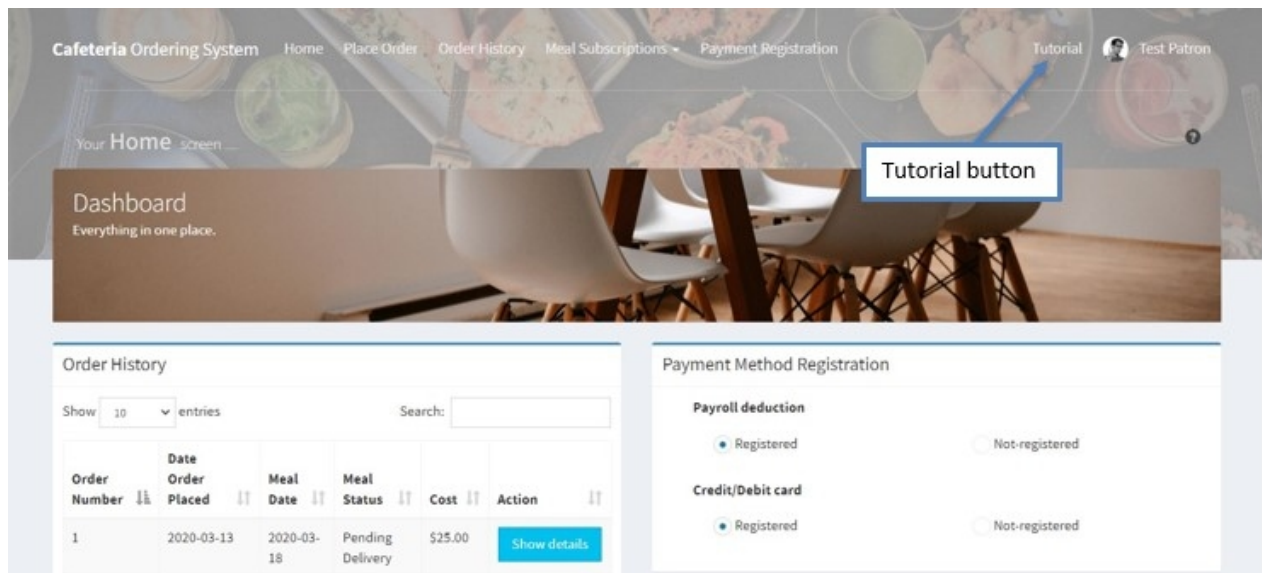 Cafeteria Ordering System Home Place Order Order History Meal Subscriptions Payment Registration Tutorial Test Patron
Your Home screen ...
?
Tutorial button
Dashboard
Everything in one place.
Order History
Show 10 entries Search:
Order Number Date Order Placed Meal Date Meal Status Cost Action
1 2020-03-13 2020-03-18 Pending Delivery $25.00 Show details
Payment Method Registration
Payroll deduction
Registered Not-registered
Credit/Debit card
Registered Not-registered